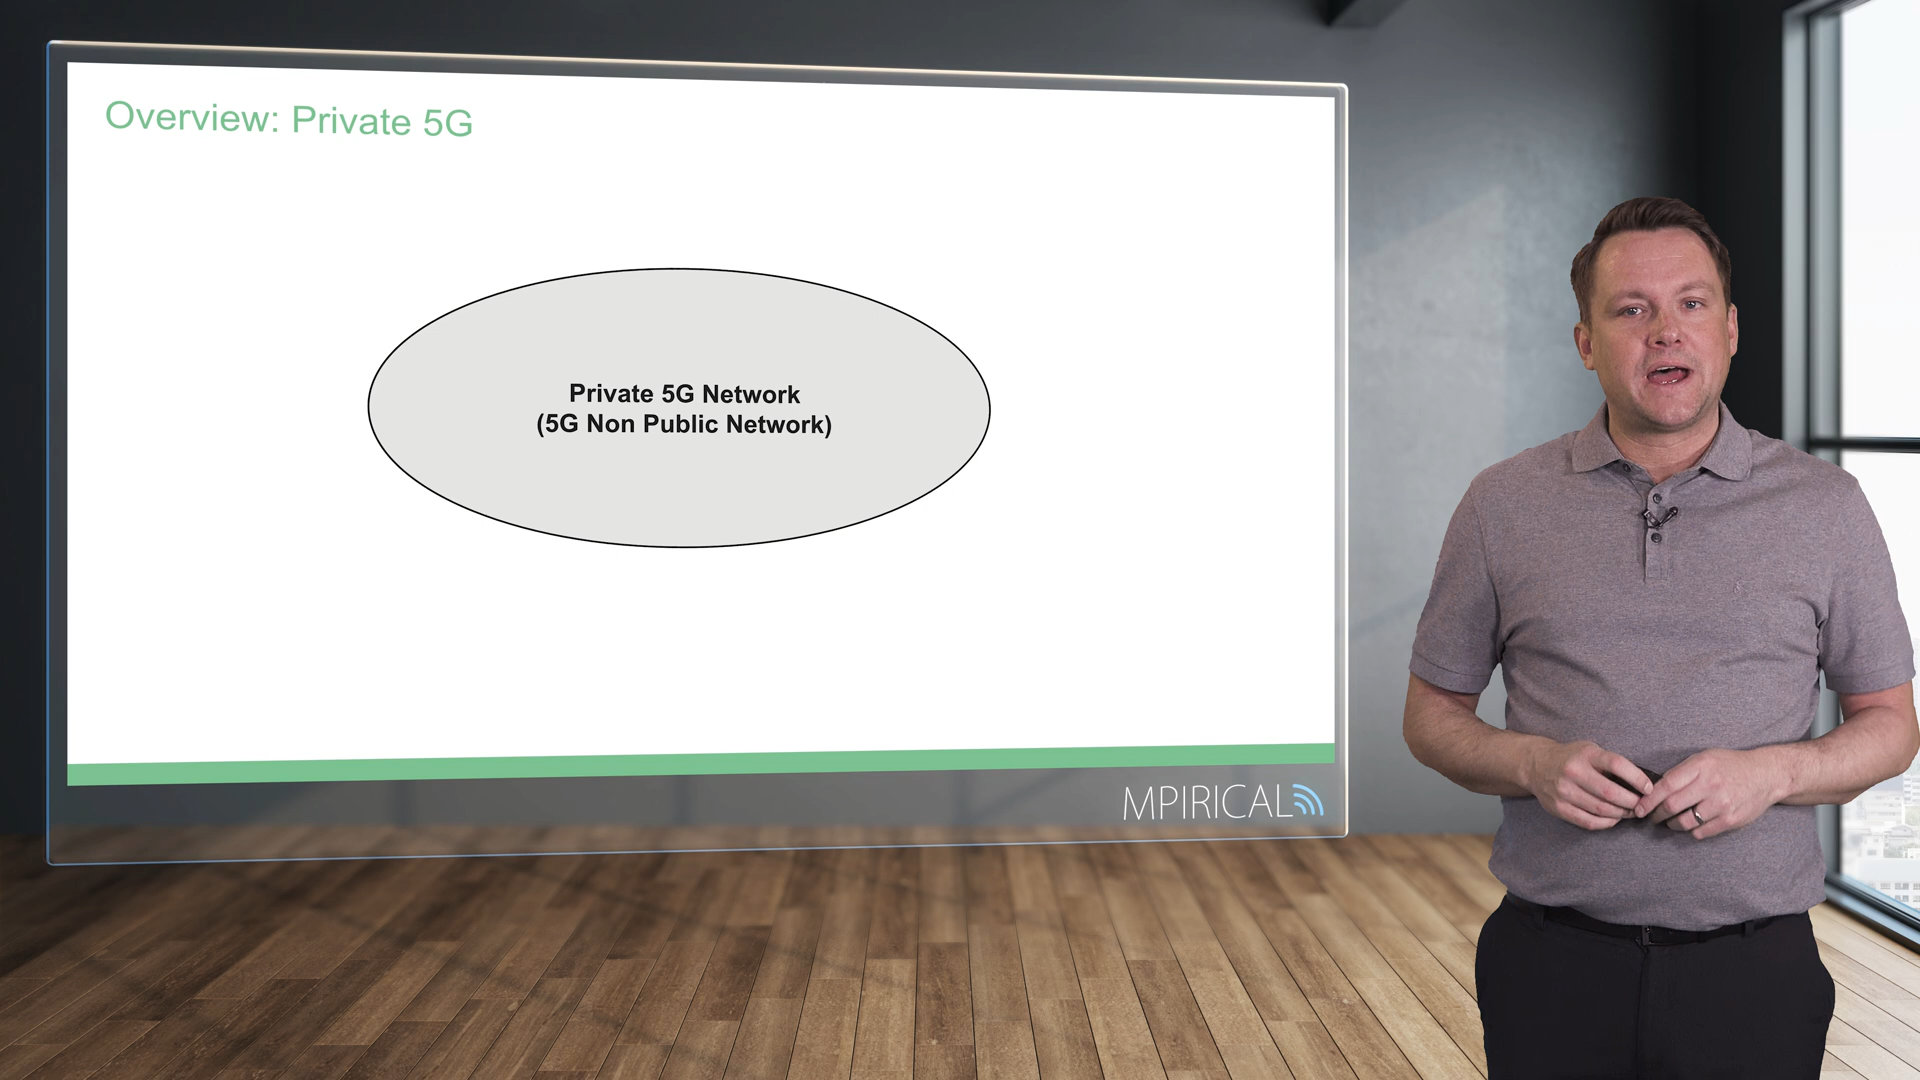 Overview: Private 5G
Private 5G Network
(5G Non Public Network)
MPIRICAL